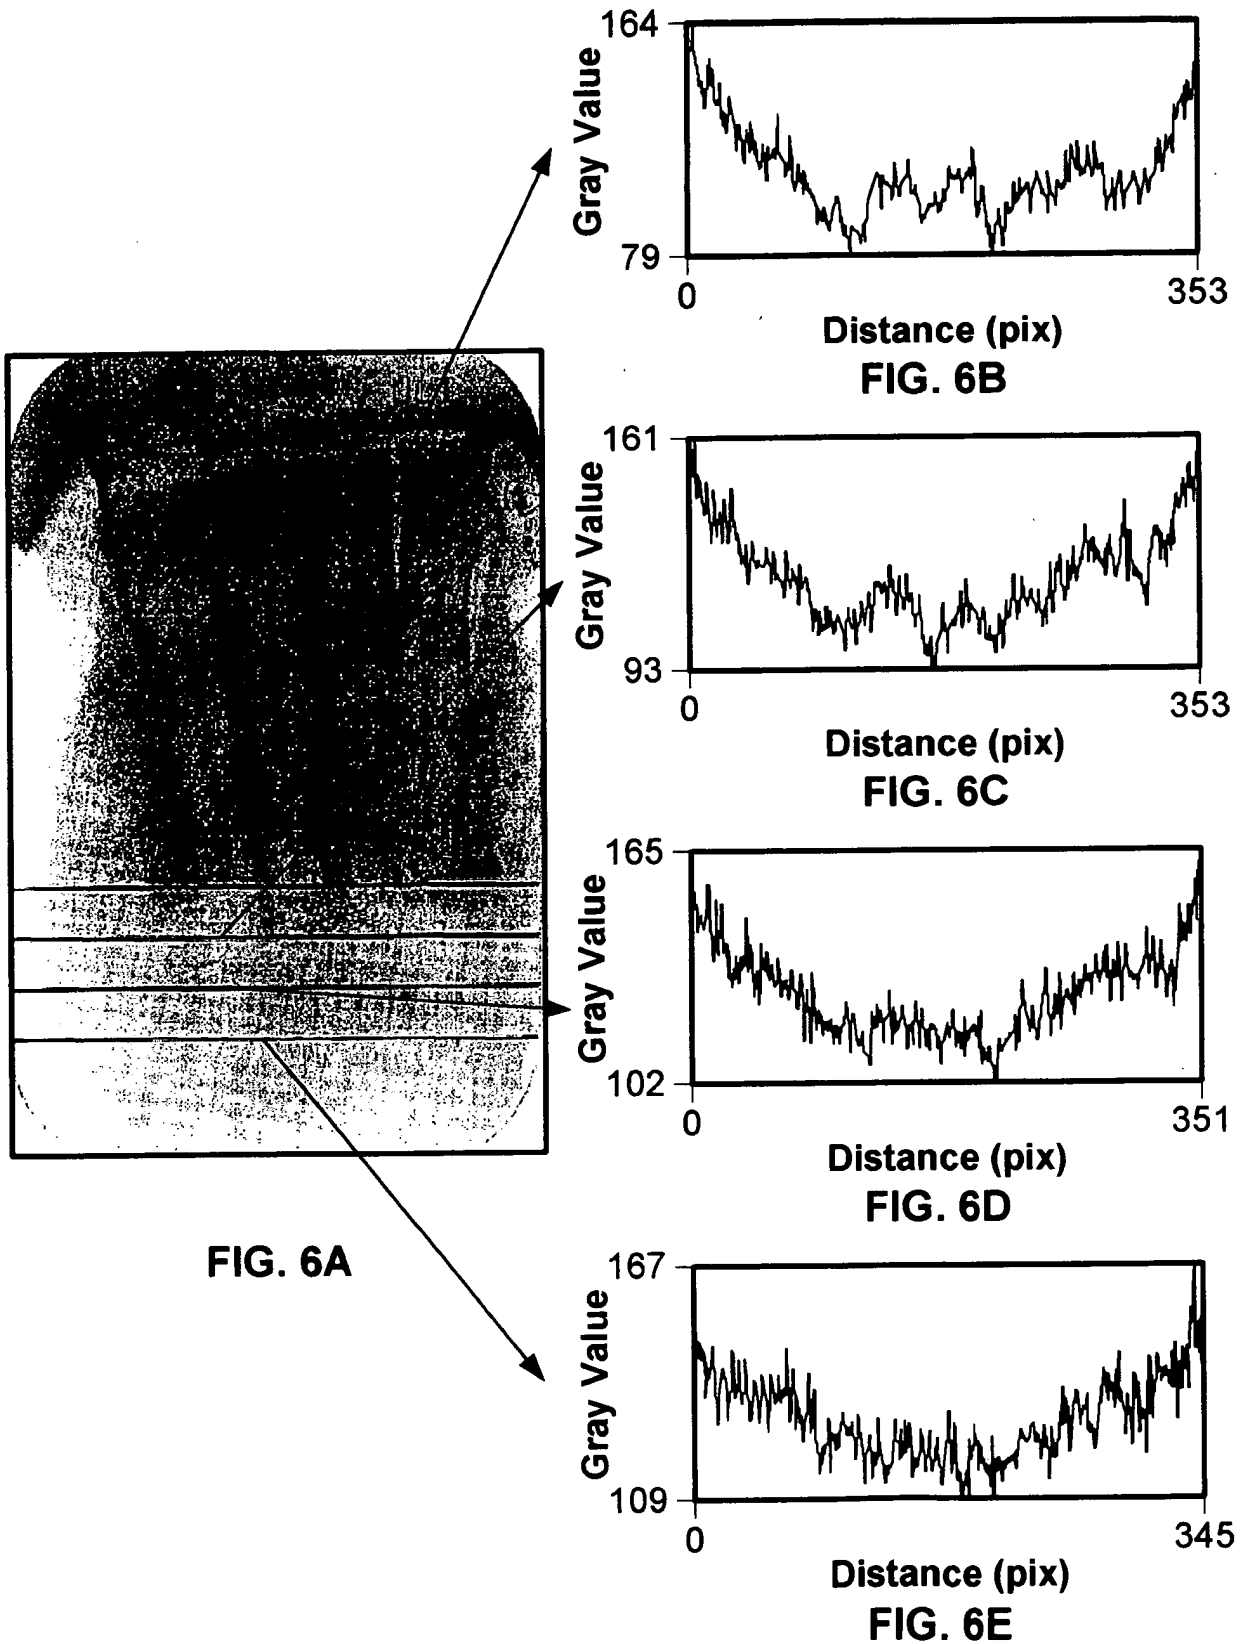 164
Gray Value
79
0
353
Distance (pix)
FIG. 6B
161
Gray Value
93
0
353
Distance (pix)
FIG. 6C
165
Gray Value
102
0
351
Distance (pix)
FIG. 6D
FIG. 6A
167
Gray Value
109
0
345
Distance (pix)
FIG. 6E